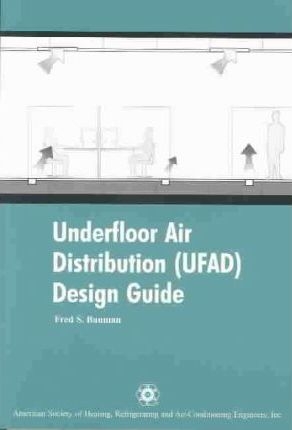 Underfloor Air
Distribution (UFAD)
Design Guide
Fred S. Bauman
American Society of Heating, Refrigerating and Air-Conditioning Engineers, Inc